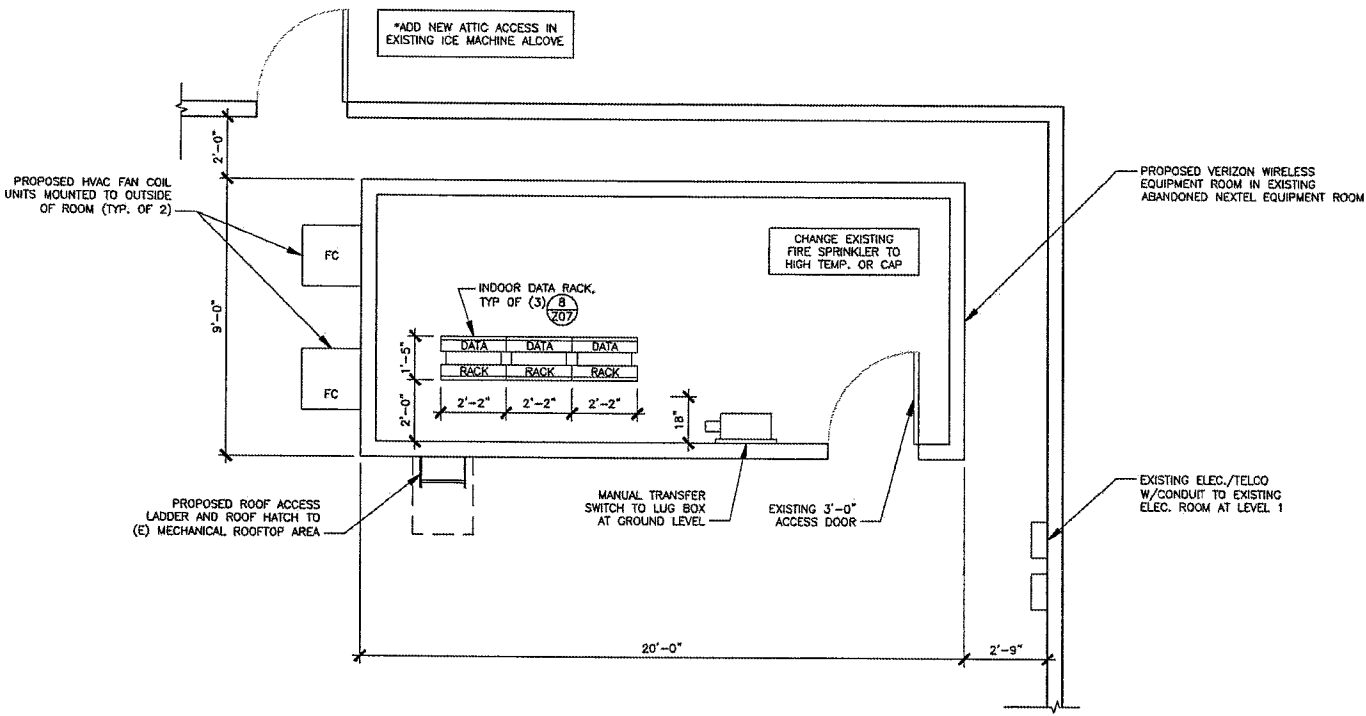 *ADD NEW ATTIC ACCESS IN
EXISTING ICE MACHINE ALCOVE
2'-0"
PROPOSED HVAC FAN COIL
UNITS MOUNTED TO OUTSIDE
OF ROOM (TYP. OF 2)
PROPOSED VERIZON WIRELESS
EQUIPMENT ROOM IN EXISTING
ABANDONED NEXTEL EQUIPMENT ROOM
FC
CHANGE EXISTING
FIRE SPRINKLER TO
HIGH TEMP. OR CAP
INDOOR DATA RACK,
TYP OF (3)
8
Z07
9'-0"
FC
1'-5"
DATA DATA DATA
RACK RACK RACK
2'-0"
2'-2" 2'-2" 2'-2"
18"
PROPOSED ROOF ACCESS
LADDER AND ROOF HATCH TO
(E) MECHANICAL ROOFTOP AREA
MANUAL TRANSFER
SWITCH TO LUG BOX
AT GROUND LEVEL
EXISTING 3'-0"
ACCESS DOOR
EXISTING ELEC./TELCO
W/CONDUIT TO EXISTING
ELEC. ROOM AT LEVEL 1
20'-0"
2'-9"